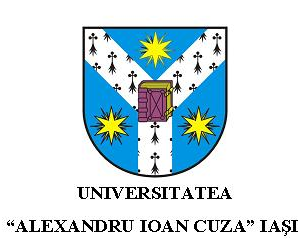 UNIVERSITATEA
“ALEXANDRU IOAN CUZA” IAŞI